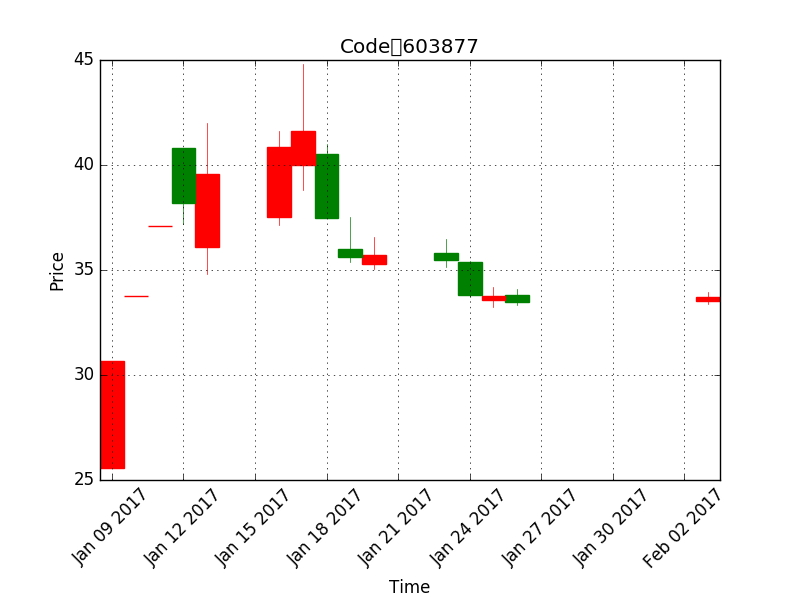 Code▯603877
45
40
35
30
25
Price
Jan 09 2017
Jan 12 2017
Jan 15 2017
Jan 18 2017
Jan 21 2017
Jan 24 2017
Jan 27 2017
Jan 30 2017
Feb 02 2017
Time